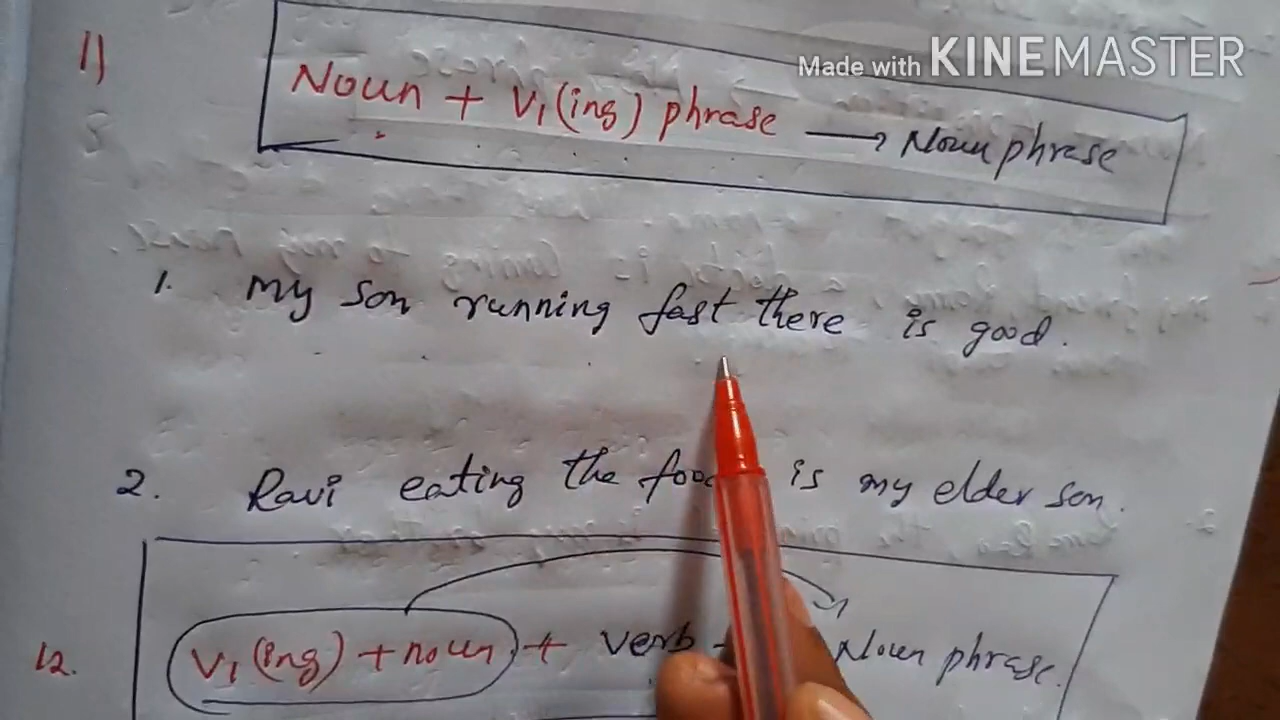 Made with KINEMASTER
11) Noun + V1(ing) phrase → Noun phrase
1. my son running fast there is good.
2. Ravi eating the food is my elder son.
12. V1(ing) + noun + verb Noun phrase.